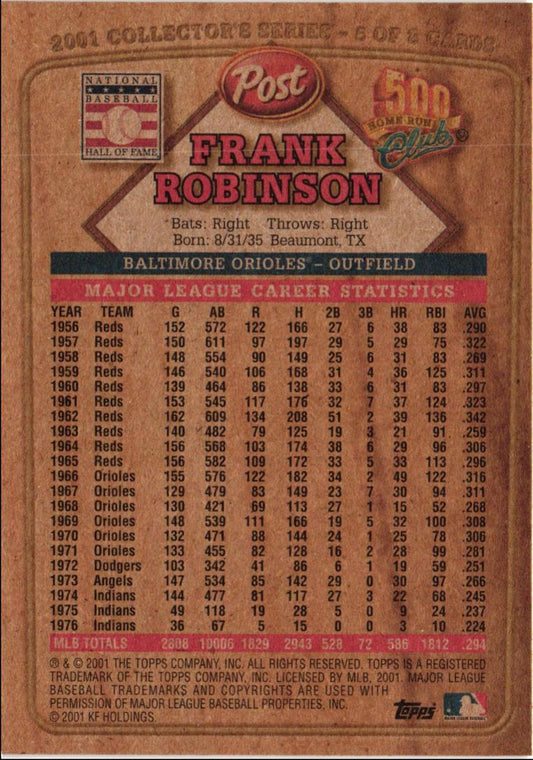 2001 COLLECTOR'S SERIES - 5 OF 8 CARDS
NATIONAL
BASEBALL
HALL OF FAME
Post
500
HOME RUN
Club
FRANK
ROBINSON
Bats: Right Throws: Right
Born: 8/31/35 Beaumont, TX
BALTIMORE ORIOLES – OUTFIELD
MAJOR LEAGUE CAREER STATISTICS
YEAR TEAM G AB R H 2B 3B HR RBI AVG
1956 Reds 152 572 122 166 27 6 38 83 .290
1957 Reds 150 611 97 197 29 5 29 75 .322
1958 Reds 148 554 90 149 25 6 31 83 .269
1959 Reds 146 540 106 168 31 4 36 125 .311
1960 Reds 139 464 86 138 33 6 31 83 .297
1961 Reds 153 545 117 176 32 7 37 124 .323
1962 Reds 162 609 134 208 51 2 39 136 .342
1963 Reds 140 482 79 125 19 3 21 91 .259
1964 Reds 156 568 103 174 38 6 29 96 .306
1965 Reds 156 582 109 172 33 5 33 113 .296
1966 Orioles 155 576 122 182 34 2 49 122 .316
1967 Orioles 129 479 83 149 23 7 30 94 .311
1968 Orioles 130 421 69 113 27 1 15 52 .268
1969 Orioles 148 539 111 166 19 5 32 100 .308
1970 Orioles 132 471 88 144 24 1 25 78 .306
1971 Orioles 133 455 82 128 16 2 28 99 .281
1972 Dodgers 103 342 41 86 6 1 19 59 .251
1973 Angels 147 534 85 142 29 0 30 97 .266
1974 Indians 144 477 81 117 27 3 22 68 .245
1975 Indians 49 118 19 28 5 0 9 24 .237
1976 Indians 36 67 5 15 0 0 3 10 .224
MLB TOTALS 2808 10006 1829 2943 528 72 586 1812 .294
® & © 2001 THE TOPPS COMPANY, INC. ALL RIGHTS RESERVED. TOPPS IS A REGISTERED
TRADEMARK OF THE TOPPS COMPANY, INC. LICENSED BY MLB, 2001. MAJOR LEAGUE
BASEBALL TRADEMARKS AND COPYRIGHTS ARE USED WITH
PERMISSION OF MAJOR LEAGUE BASEBALL PROPERTIES, INC.
© 2001 KF HOLDINGS.
topps